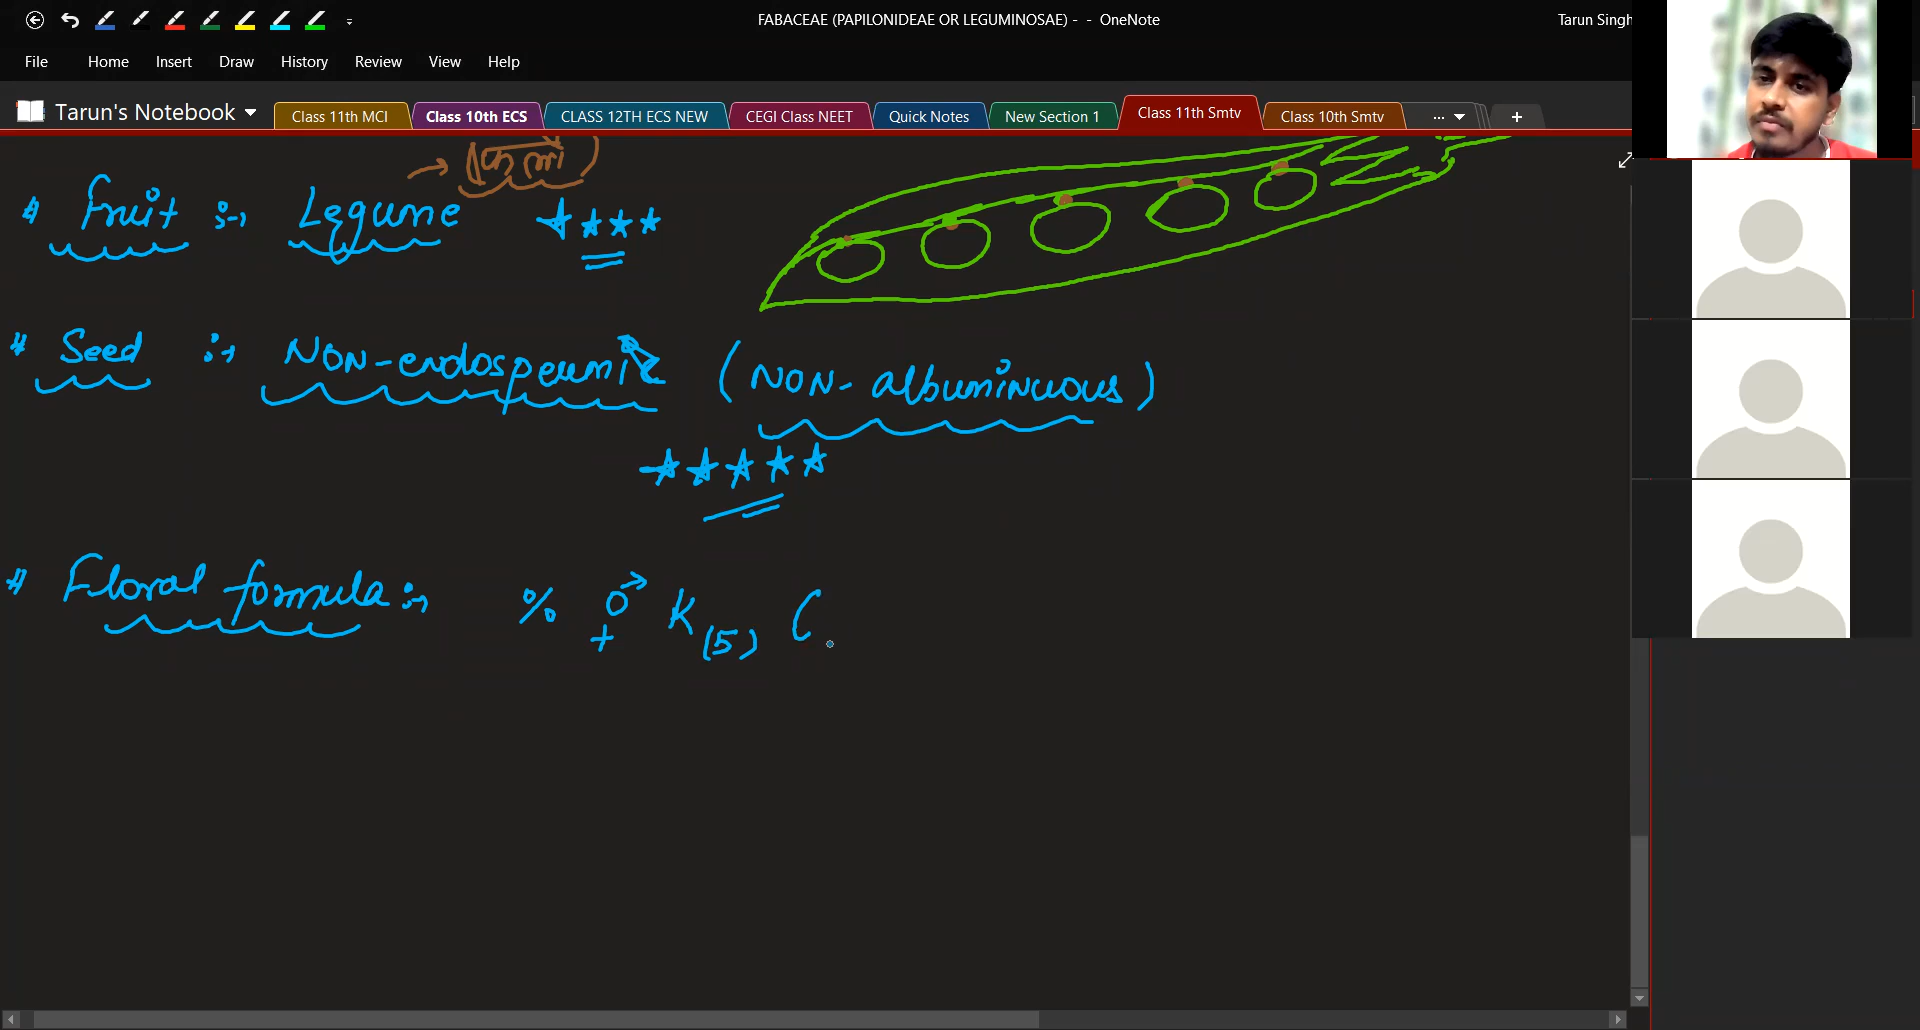 FABACEAE (PAPILONIDEAE OR LEGUMINOSAE) - - OneNote
Tarun Singh
File Home Insert Draw History Review View Help
Tarun's Notebook Class 11th MCI Class 10th ECS CLASS 12TH ECS NEW CEGI Class NEET Quick Notes New Section 1 Class 11th Smtv Class 10th Smtv ... +
# fruit :→ Legume ★★★★
# Seed :→ NON-endospermic (NON-albuminuous)
★★★★★
# Floral formula :→ % ⚥ K(5) (